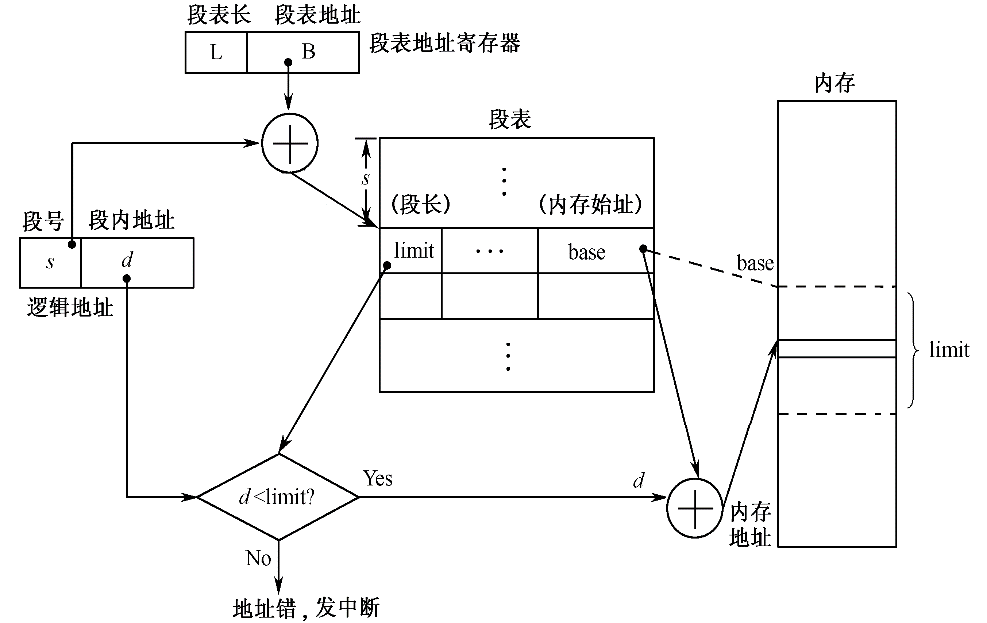 段表长 段表地址
L B 段表地址寄存器
内存
段表
s
(段长) (内存始址)
段号 段内地址
s d
limit ··· base
base
逻辑地址
limit
d<limit?
Yes
d
内存
地址
No
地址错，发中断